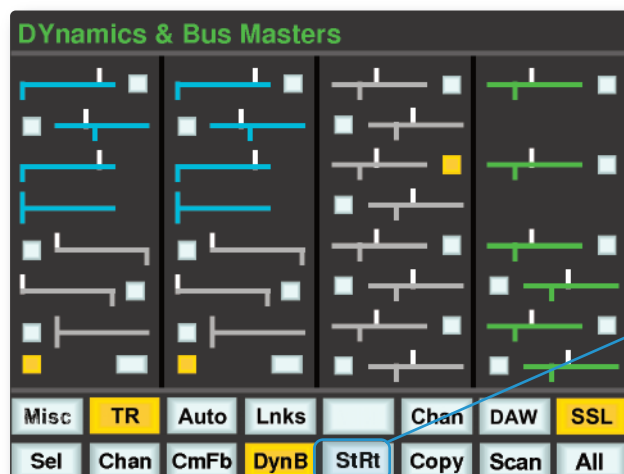 DYnamics & Bus Masters
Misc TR Auto Lnks Chan DAW SSL
Sel Chan CmFb DynB StRt Copy Scan All